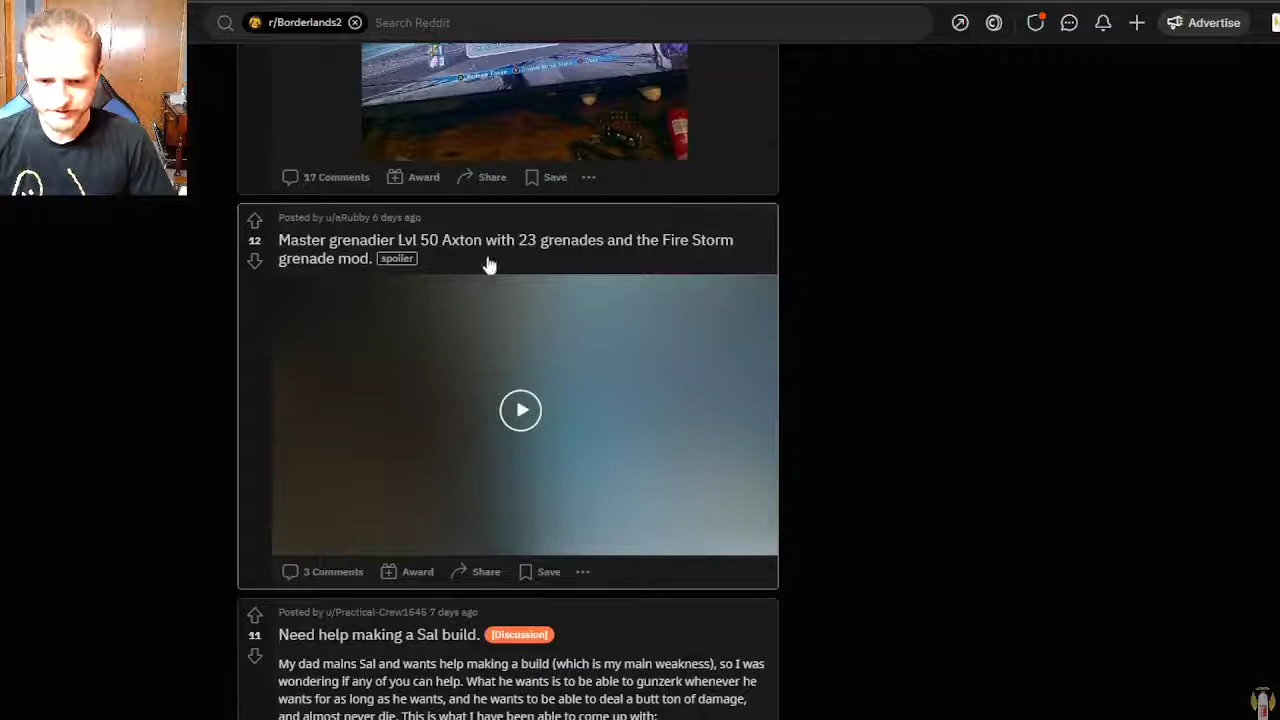 r/Borderlands2
Search Reddit
Advertise
17 Comments
Award
Share
Save
Posted by u/aRubby 6 days ago
12
Master grenadier Lvl 50 Axton with 23 grenades and the Fire Storm
grenade mod. spoiler
3 Comments
Award
Share
Save
Posted by u/Practical-Crew1645 7 days ago
11
Need help making a Sal build. [Discussion]
My dad mains Sal and wants help making a build (which is my main weakness), so I was
wondering if any of you can help. What he wants is to be able to gunzerk whenever he
wants for as long as he wants, and he wants to be able to deal a butt ton of damage,
and almost never die. This is what I have been able to come up with: